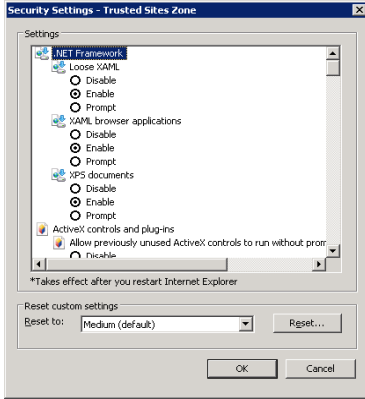 Security Settings - Trusted Sites Zone
Settings
.NET Framework
Loose XAML
Disable
Enable
Prompt
XAML browser applications
Disable
Enable
Prompt
XPS documents
Disable
Enable
Prompt
ActiveX controls and plug-ins
Allow previously unused ActiveX controls to run without prom
Disable
*Takes effect after you restart Internet Explorer
Reset custom settings
Reset to: Medium (default) Reset...
OK Cancel